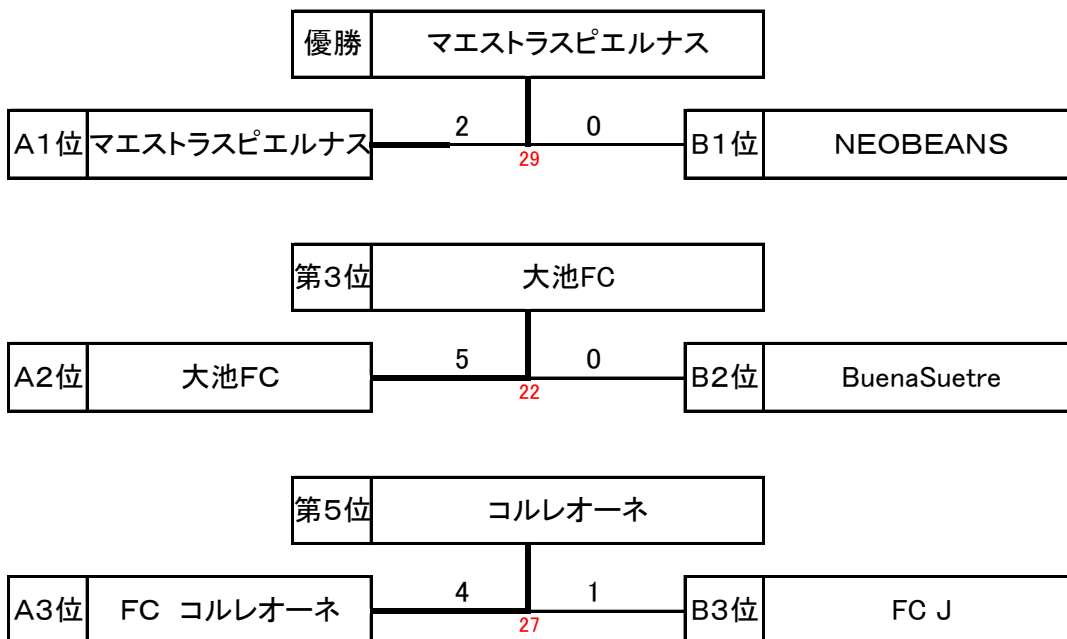 優勝 マエストラスピエルナス
2 0
A1位 マエストラスピエルナス B1位 NEOBEANS
29
第3位 大池FC
5 0
A2位 大池FC B2位 BuenaSuetre
22
第5位 コルレオーネ
4 1
A3位 FC コルレオーネ B3位 FC J
27